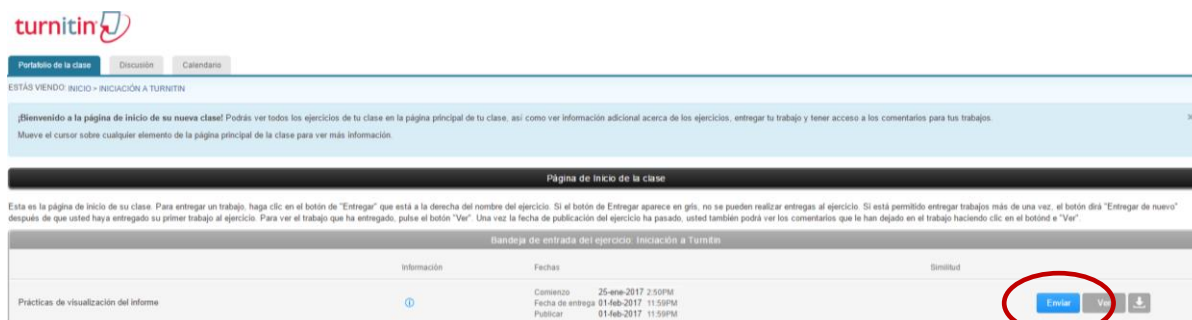 turnitin
Portafolio de la clase Discusión Calendario
ESTÁS VIENDO: INICIO > INICIACIÓN A TURNITIN
¡Bienvenido a la página de inicio de su nueva clase! Podrás ver todos los ejercicios de tu clase en la página principal de tu clase, así como ver información adicional acerca de los ejercicios, entregar tu trabajo y tener acceso a los comentarios para tus trabajos.
Mueve el cursor sobre cualquier elemento de la página principal de la clase para ver más información.
Página de Inicio de la clase
Esta es la página de inicio de su clase. Para entregar un trabajo, haga clic en el botón de "Entregar" que está a la derecha del nombre del ejercicio. Si el botón de Entregar aparece en gris, no se pueden realizar entregas al ejercicio. Si está permitido entregar trabajos más de una vez, el botón dirá "Entregar de nuevo"
después de que usted haya entregado su primer trabajo al ejercicio. Para ver el trabajo que ha entregado, pulse el botón "Ver". Una vez la fecha de publicación del ejercicio ha pasado, usted también podrá ver los comentarios que le han dejado en el trabajo haciendo clic en el botónd e "Ver".
Bandeja de entrada del ejercicio: Iniciación a Turnitin
Información Fechas Similitud
Comienzo 25-ene-2017 2:50PM
Prácticas de visualización del informe Fecha de entrega 01-feb-2017 11:59PM Enviar Ver
Publicar 01-feb-2017 11:59PM